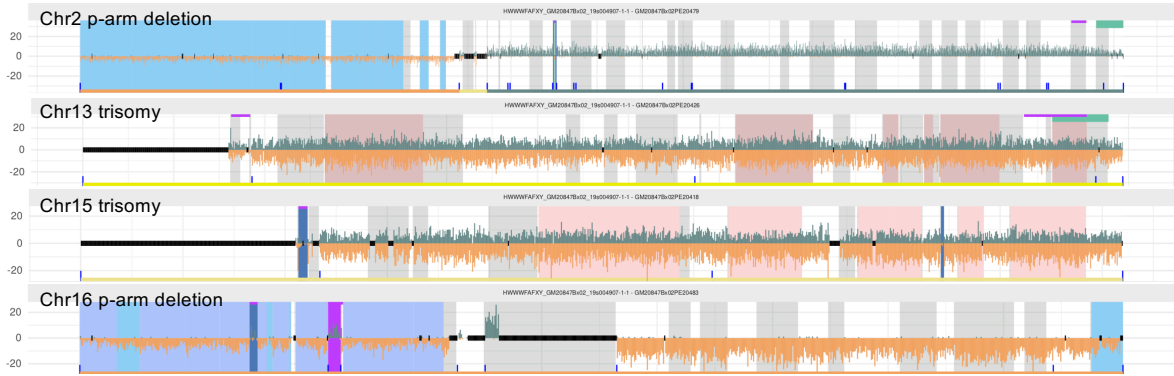 HWWWFAFXY_GM20847Bx02_19s004907-1-1 - GM20847Bx02PE20479
Chr2 p-arm deletion
20
0
-20
HWWWFAFXY_GM20847Bx02_19s004907-1-1 - GM20847Bx02PE20426
Chr13 trisomy
20
0
-20
HWWWFAFXY_GM20847Bx02_19s004907-1-1 - GM20847Bx02PE20418
Chr15 trisomy
20
0
-20
HWWWFAFXY_GM20847Bx02_19s004907-1-1 - GM20847Bx02PE20483
Chr16 p-arm deletion
20
0
-20